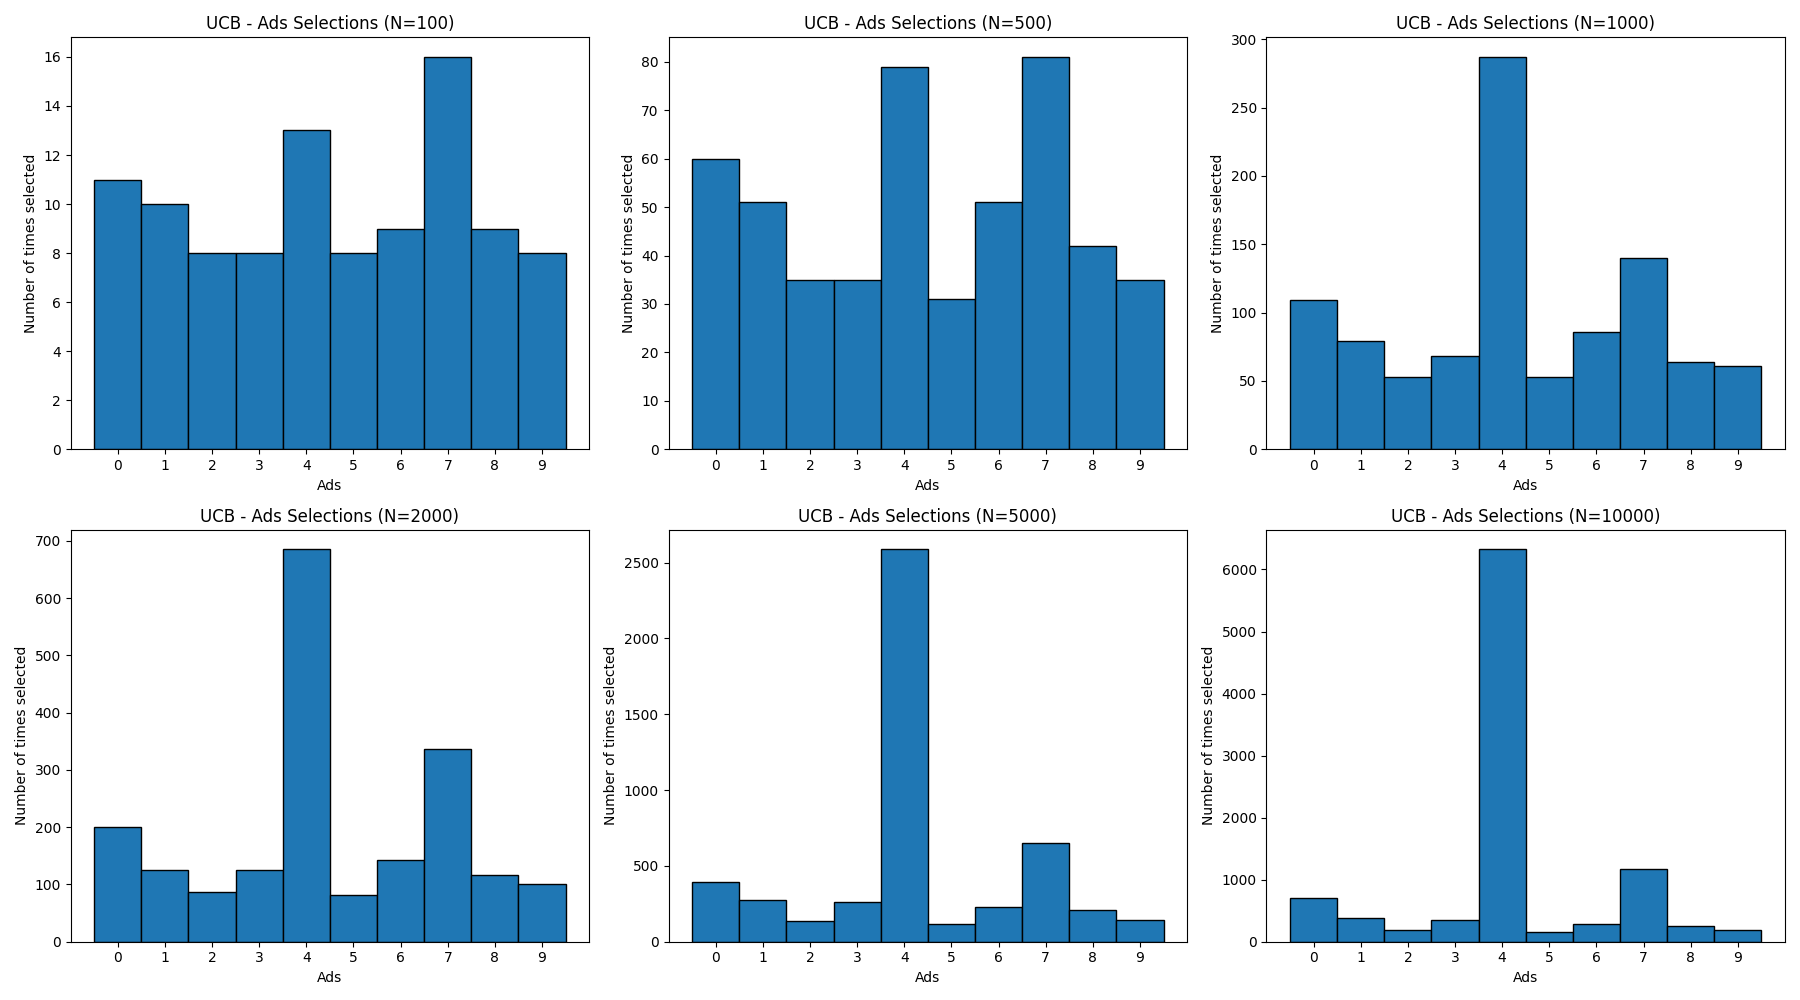 UCB - Ads Selections (N=100)
Number of times selected
16
14
12
10
8
6
4
2
0
0 1 2 3 4 5 6 7 8 9
Ads
UCB - Ads Selections (N=500)
Number of times selected
80
70
60
50
40
30
20
10
0
0 1 2 3 4 5 6 7 8 9
Ads
UCB - Ads Selections (N=1000)
Number of times selected
300
250
200
150
100
50
0
0 1 2 3 4 5 6 7 8 9
Ads
UCB - Ads Selections (N=2000)
Number of times selected
700
600
500
400
300
200
100
0
0 1 2 3 4 5 6 7 8 9
Ads
UCB - Ads Selections (N=5000)
Number of times selected
2500
2000
1500
1000
500
0
0 1 2 3 4 5 6 7 8 9
Ads
UCB - Ads Selections (N=10000)
Number of times selected
6000
5000
4000
3000
2000
1000
0
0 1 2 3 4 5 6 7 8 9
Ads